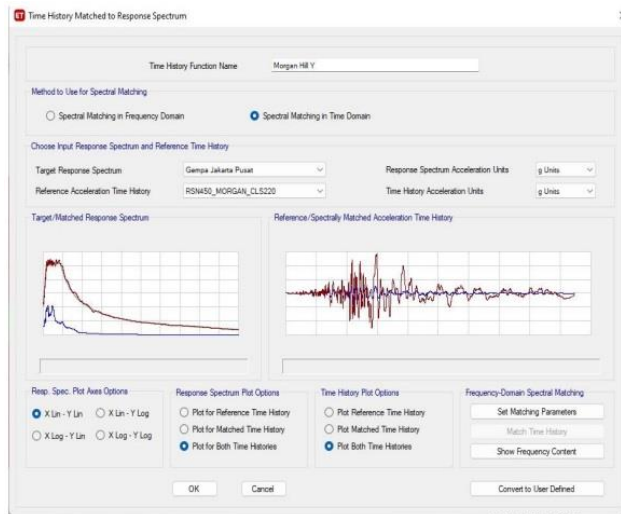 ET Time History Matched to Response Spectrum
Time History Function Name Morgan Hill Y
Method to Use for Spectral Matching
Spectral Matching in Frequency Domain Spectral Matching in Time Domain
Choose Input Response Spectrum and Reference Time History
Target Response Spectrum Gempa Jakarta Pusat Response Spectrum Acceleration Units g Units
Reference Acceleration Time History RSN450_MORGAN_CLS220 Time History Acceleration Units g Units
Target/Matched Response Spectrum Reference/Spectrally Matched Acceleration Time History
Resp. Spec. Plot Axes Options Response Spectrum Plot Options Time History Plot Options Frequency-Domain Spectral Matching
X Lin - Y Lin X Lin - Y Log Plot for Reference Time History Plot Reference Time History Set Matching Parameters
Plot for Matched Time History Plot Matched Time History Match Time History
X Log - Y Lin X Log - Y Log Plot for Both Time Histories Plot Both Time Histories Show Frequency Content
OK Cancel Convert to User Defined